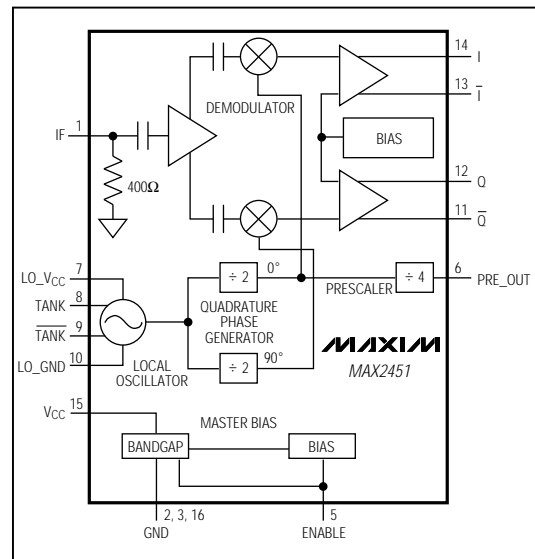 14 I
13 I
DEMODULATOR
IF 1
BIAS
400Ω
12 Q
11 Q
LO_VCC 7
÷ 2 0°
PRESCALER ÷ 4 6 PRE_OUT
TANK 8
QUADRATURE
PHASE
GENERATOR
TANK 9
MAXIM
MAX2451
LO_GND 10
LOCAL
OSCILLATOR
÷ 2 90°
VCC 15
MASTER BIAS
BANDGAP BIAS
2, 3, 16 5
GND ENABLE